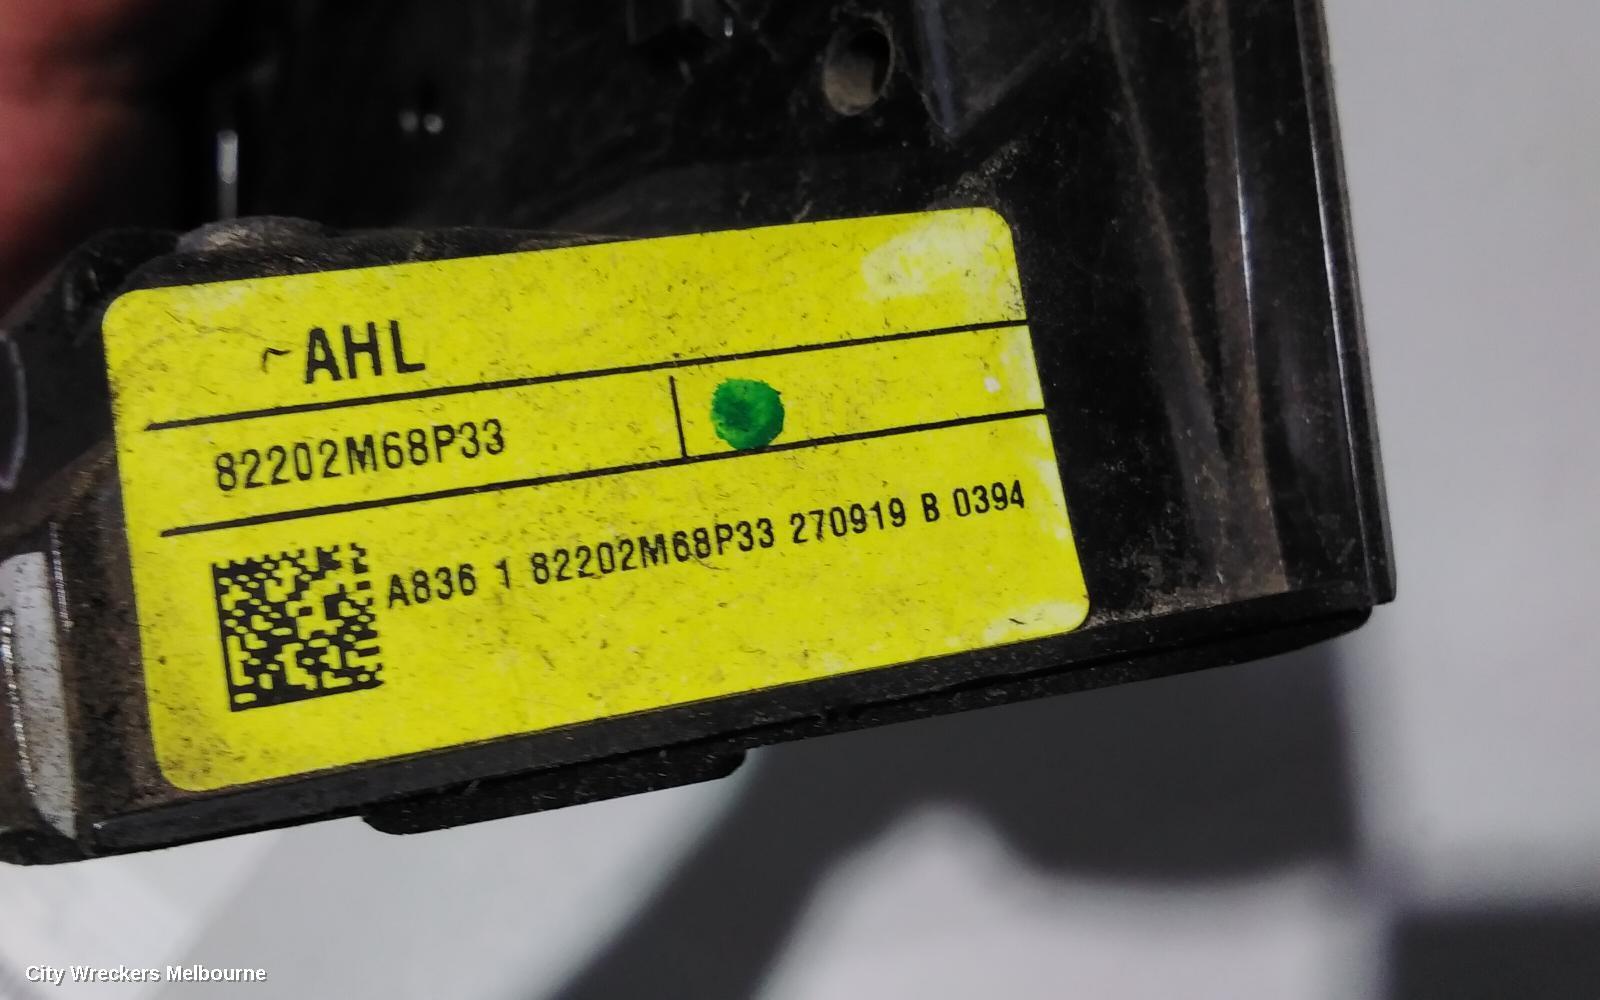 ~AHL
82202M68P33
A836 1 82202M68P33 270919 B 0394
City Wreckers Melbourne